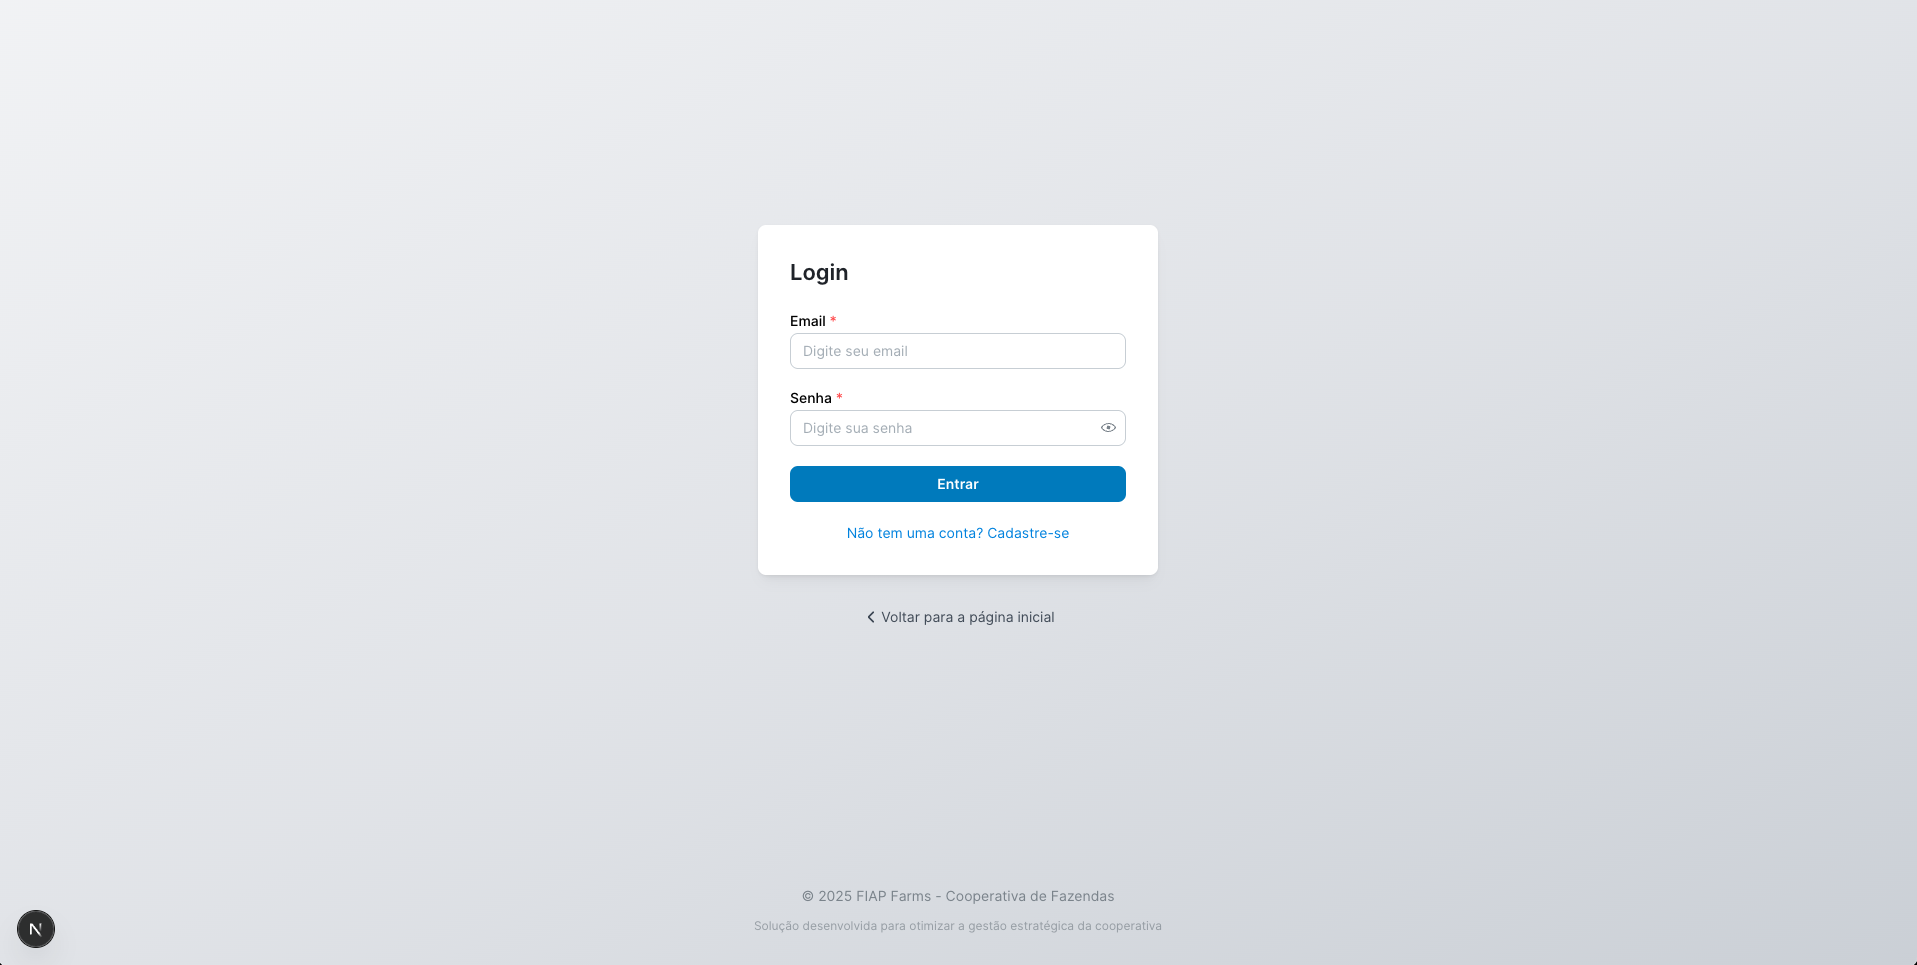 Login
Email *
Digite seu email
Senha *
Digite sua senha
Entrar
Não tem uma conta? Cadastre-se
Voltar para a página inicial
© 2025 FIAP Farms - Cooperativa de Fazendas
Solução desenvolvida para otimizar a gestão estratégica da cooperativa
N